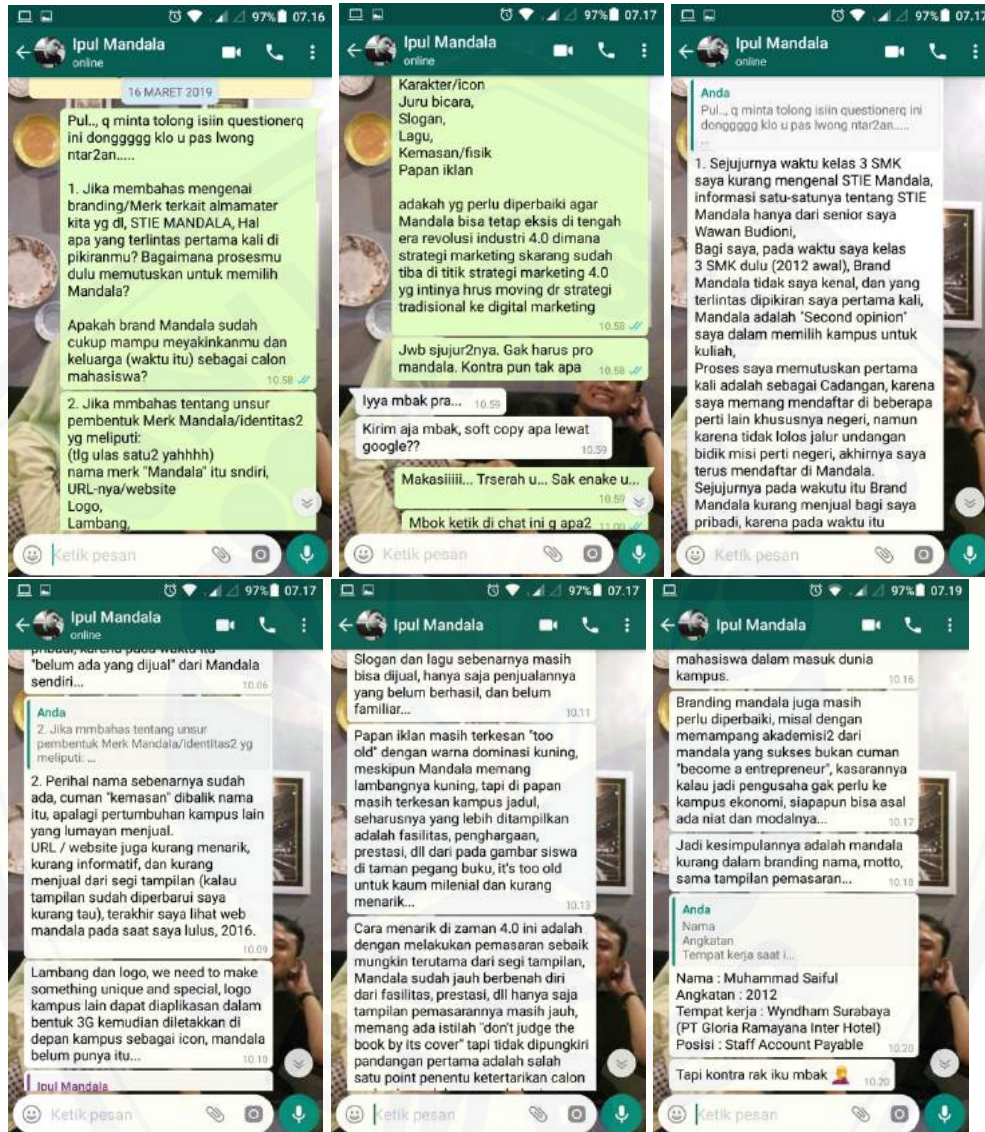 97% 07.16
Ipul Mandala
online
16 MARET 2019
Pul.., q minta tolong isiin questionerq
ini donggggg klo u pas lwong
ntar2an.....
1. Jika membahas mengenai
branding/Merk terkait almamater
kita yg dl, STIE MANDALA, Hal
apa yang terlintas pertama kali di
pikiranmu? Bagaimana prosesmu
dulu memutuskan untuk memilih
Mandala?
Apakah brand Mandala sudah
cukup mampu meyakinkanmu dan
keluarga (waktu itu) sebagai calon
mahasiswa? 10.58
2. Jika mmbahas tentang unsur
pembentuk Merk Mandala/identitas2
yg meliputi:
(tlg ulas satu2 yahhhh)
nama merk "Mandala" itu sndiri,
URL-nya/website
Logo,
Lambang,
Ketik pesan
97% 07.17
Ipul Mandala
online
Karakter/icon
Juru bicara,
Slogan,
Lagu,
Kemasan/fisik
Papan iklan
adakah yg perlu diperbaiki agar
Mandala bisa tetap eksis di tengah
era revolusi industri 4.0 dimana
strategi marketing skarang sudah
tiba di titik strategi marketing 4.0
yg intinya hrus moving dr strategi
tradisional ke digital marketing
10.58
Jwb sjujur2nya. Gak harus pro
mandala. Kontra pun tak apa 10.58
Iyya mbak pra... 10.59
Kirim aja mbak, soft copy apa lewat
google?? 10.59
Makasiiiii... Trserah u... Sak enake u...
10.59
Mbok ketik di chat ini g apa2 11.00
Ketik pesan
97% 07.17
Ipul Mandala
online
Anda
Pul.., q minta tolong isiin questionerq ini
donggggg klo u pas lwong ntar2an.....
...
1. Sejujurnya waktu kelas 3 SMK
saya kurang mengenal STIE Mandala,
informasi satu-satunya tentang STIE
Mandala hanya dari senior saya
Wawan Budioni,
Bagi saya, pada waktu saya kelas
3 SMK dulu (2012 awal), Brand
Mandala tidak saya kenal, dan yang
terlintas dipikiran saya pertama kali,
Mandala adalah "Second opinion"
saya dalam memilih kampus untuk
kuliah,
Proses saya memutuskan pertama
kali adalah sebagai Cadangan, karena
saya memang mendaftar di beberapa
perti lain khususnya negeri, namun
karena tidak lolos jalur undangan
bidik misi perti negeri, akhirnya saya
terus mendaftar di Mandala.
Sejujurnya pada wakutu itu Brand
Mandala kurang menjual bagi saya
pribadi, karena pada waktu itu
Ketik pesan
97% 07.17
Ipul Mandala
online
pribadi, karena pada waktu itu
"belum ada yang dijual" dari Mandala
sendiri... 10.06
Anda
2. Jika mmbahas tentang unsur
pembentuk Merk Mandala/identitas2 yg
meliputi: ...
2. Perihal nama sebenarnya sudah
ada, cuman "kemasan" dibalik nama
itu, apalagi pertumbuhan kampus lain
yang lumayan menjual.
URL / website juga kurang menarik,
kurang informatif, dan kurang
menjual dari segi tampilan (kalau
tampilan sudah diperbarui saya
kurang tau), terakhir saya lihat web
mandala pada saat saya lulus, 2016.
10.09
Lambang dan logo, we need to make
something unique and special, logo
kampus lain dapat diaplikasan dalam
bentuk 3G kemudian diletakkan di
depan kampus sebagai icon, mandala
belum punya itu... 10.10
Ipul Mandala
Ketik pesan
97% 07.17
Ipul Mandala
Slogan dan lagu sebenarnya masih
bisa dijual, hanya saja penjualannya
yang belum berhasil, dan belum
familiar... 10.11
Papan iklan masih terkesan "too
old" dengan warna dominasi kuning,
meskipun Mandala memang
lambangnya kuning, tapi di papan
masih terkesan kampus jadul,
seharusnya yang lebih ditampilkan
adalah fasilitas, penghargaan,
prestasi, dll dari pada gambar siswa
di taman pegang buku, it's too old
untuk kaum milenial dan kurang
menarik... 10.13
Cara menarik di zaman 4.0 ini adalah
dengan melakukan pemasaran sebaik
mungkin terutama dari segi tampilan,
Mandala sudah jauh berbenah diri
dari fasilitas, prestasi, dll hanya saja
tampilan pemasarannya masih jauh,
memang ada istilah "don't judge the
book by its cover" tapi tidak dipungkiri
pandangan pertama adalah salah
satu point penentu ketertarikan calon
Ketik pesan
97% 07.19
Ipul Mandala
mahasiswa dalam masuk dunia
kampus. 10.16
Branding mandala juga masih
perlu diperbaiki, misal dengan
memampang akademisi2 dari
mandala yang sukses bukan cuman
"become a entrepreneur", kasarannya
kalau jadi pengusaha gak perlu ke
kampus ekonomi, siapapun bisa asal
ada niat dan modalnya... 10.17
Jadi kesimpulannya adalah mandala
kurang dalam branding nama, motto,
sama tampilan pemasaran... 10.18
Anda
Nama
Angkatan
Tempat kerja saat i...
Nama : Muhammad Saiful
Angkatan : 2012
Tempat kerja : Wyndham Surabaya
(PT Gloria Ramayana Inter Hotel)
Posisi : Staff Account Payable 10.20
Tapi kontra rak iku mbak 🤦 10.20
Ketik pesan